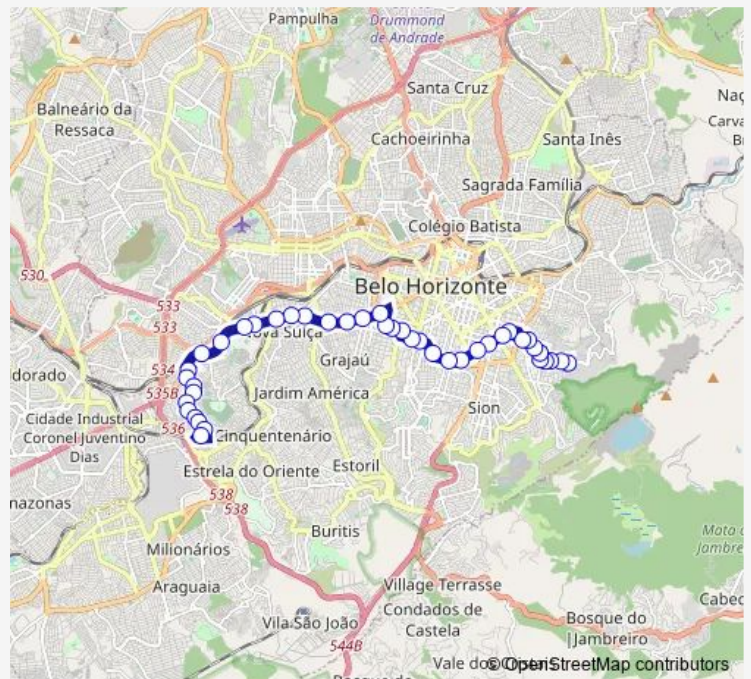 Pampulha
Drummond
de Andrade
Santa Cruz
Balneário da
Ressaca
Cachoeirinha
Santa Inês
Sagrada Família
Colégio Batista
530
Belo Horizonte
533
533
Nova Suíça
Grajaú
534
535B
Jardim América
Sion
Cidade Industrial
Coronel Juventino
Dias
536
Cinquentenário
Estrela do Oriente
Estoril
538
538
Buritis
Milionários
Araguaia
Village Terrasse
Condados de
Castela
Vila São João
Bosque do
Jambreiro
544B
© OpenStreetMap contributors